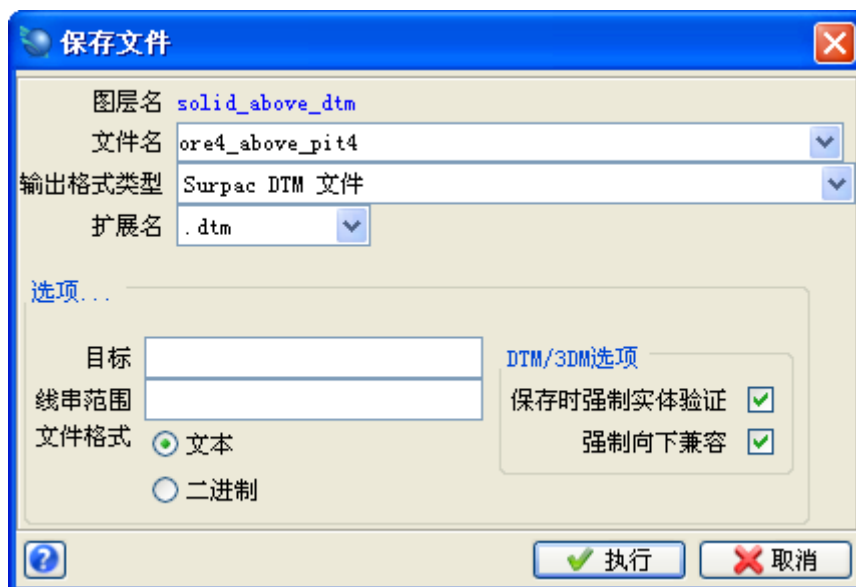 保存文件
图层名 solid_above_dtm
文件名 ore4_above_pit4
输出格式类型 Surpac DTM 文件
扩展名 .dtm
选项...
目标
DTM/3DM选项
线串范围
保存时强制实体验证
文件格式 文本
强制向下兼容
二进制
? 执行 取消